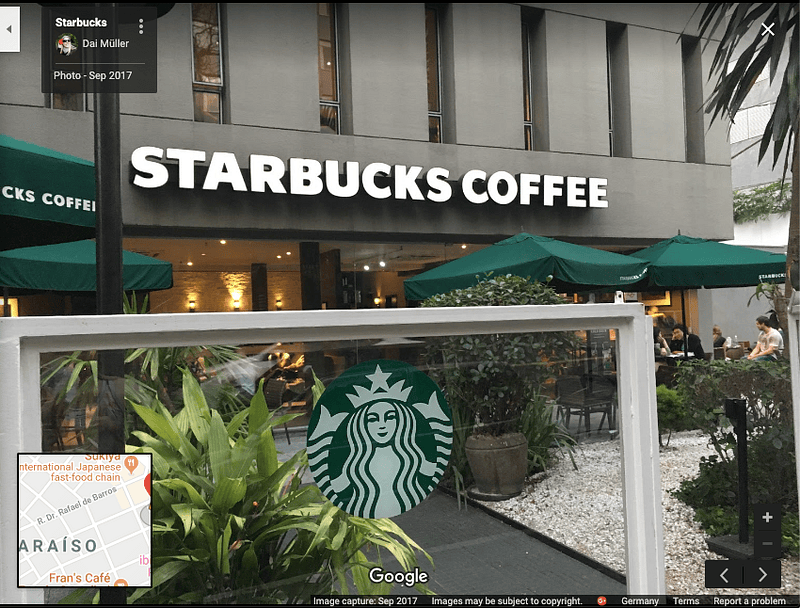 Starbucks
Dai Müller
Photo - Sep 2017
STARBUCKS COFFEE
CKS COFFEE
STARBUCKS
Sukiya
nternational Japanese
fast-food chain
R. Dr. Rafael de Barros
ARAÍSO
ib
Fran's Café
Google
Image capture: Sep 2017 Images may be subject to copyright. Germany Terms Report a problem